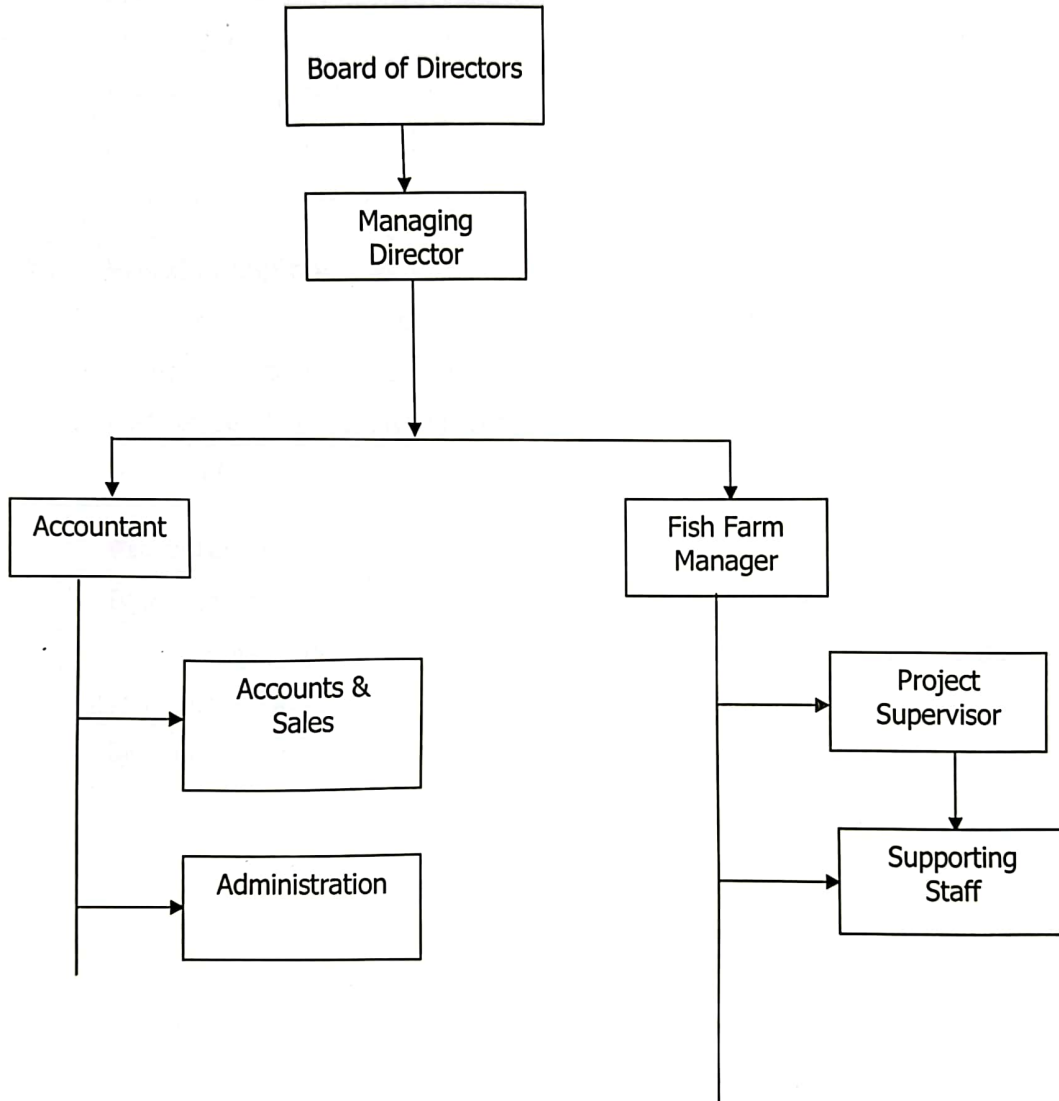 Board of Directors
Managing
Director
Accountant
Fish Farm
Manager
Accounts &
Sales
Project
Supervisor
Administration
Supporting
Staff